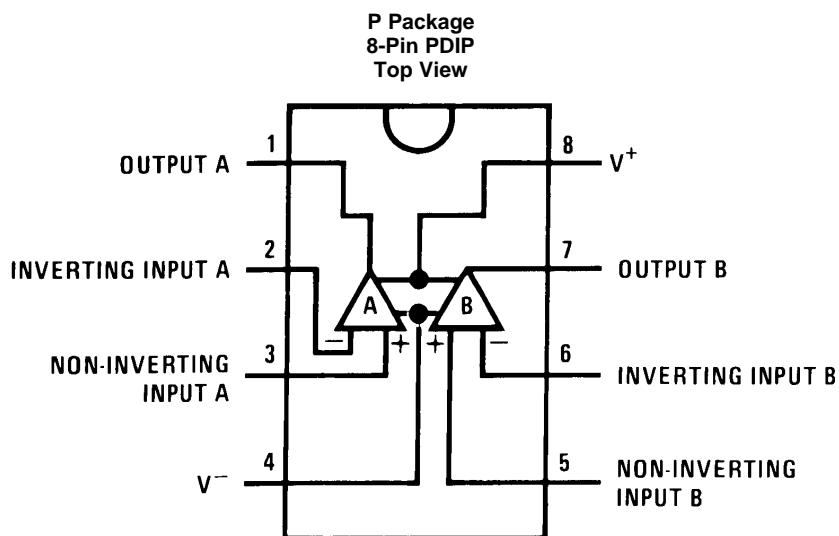 P Package
8-Pin PDIP
Top View
1
OUTPUT A
8
V+
2
INVERTING INPUT A
7
OUTPUT B
A
B
− + + −
3
NON-INVERTING
INPUT A
6
INVERTING INPUT B
4
V−
5
NON-INVERTING
INPUT B